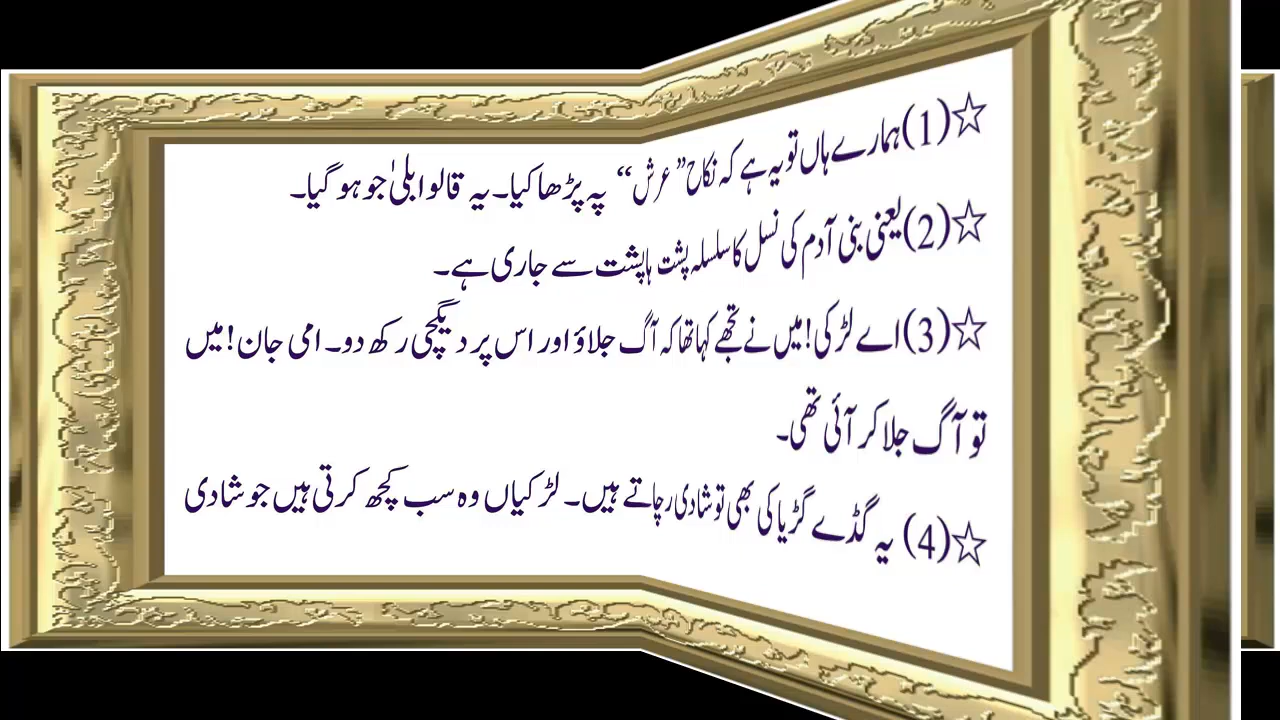 ☆(1)ہمارے ہاں تو یہ ہے کہ نکاح”عرش“ پہ پڑھا کیا۔ یہ قالوا بلیٰ جو ہو گیا۔
☆(2)یعنی بنی آدم کی نسل کا سلسلہ پشت ہا پشت سے جاری ہے۔
☆(3)اے لڑکی! میں نے تجھے کہا تھا کہ آگ جلاؤ اور اس پر دیگچی رکھ دو۔ امی جان! میں
تو آگ جلا کر آئی تھی۔
☆(4) یہ گڈے گڑیا کی بھی تو شادی رچاتے ہیں۔ لڑکیاں وہ سب کچھ کرتی ہیں جو شادی